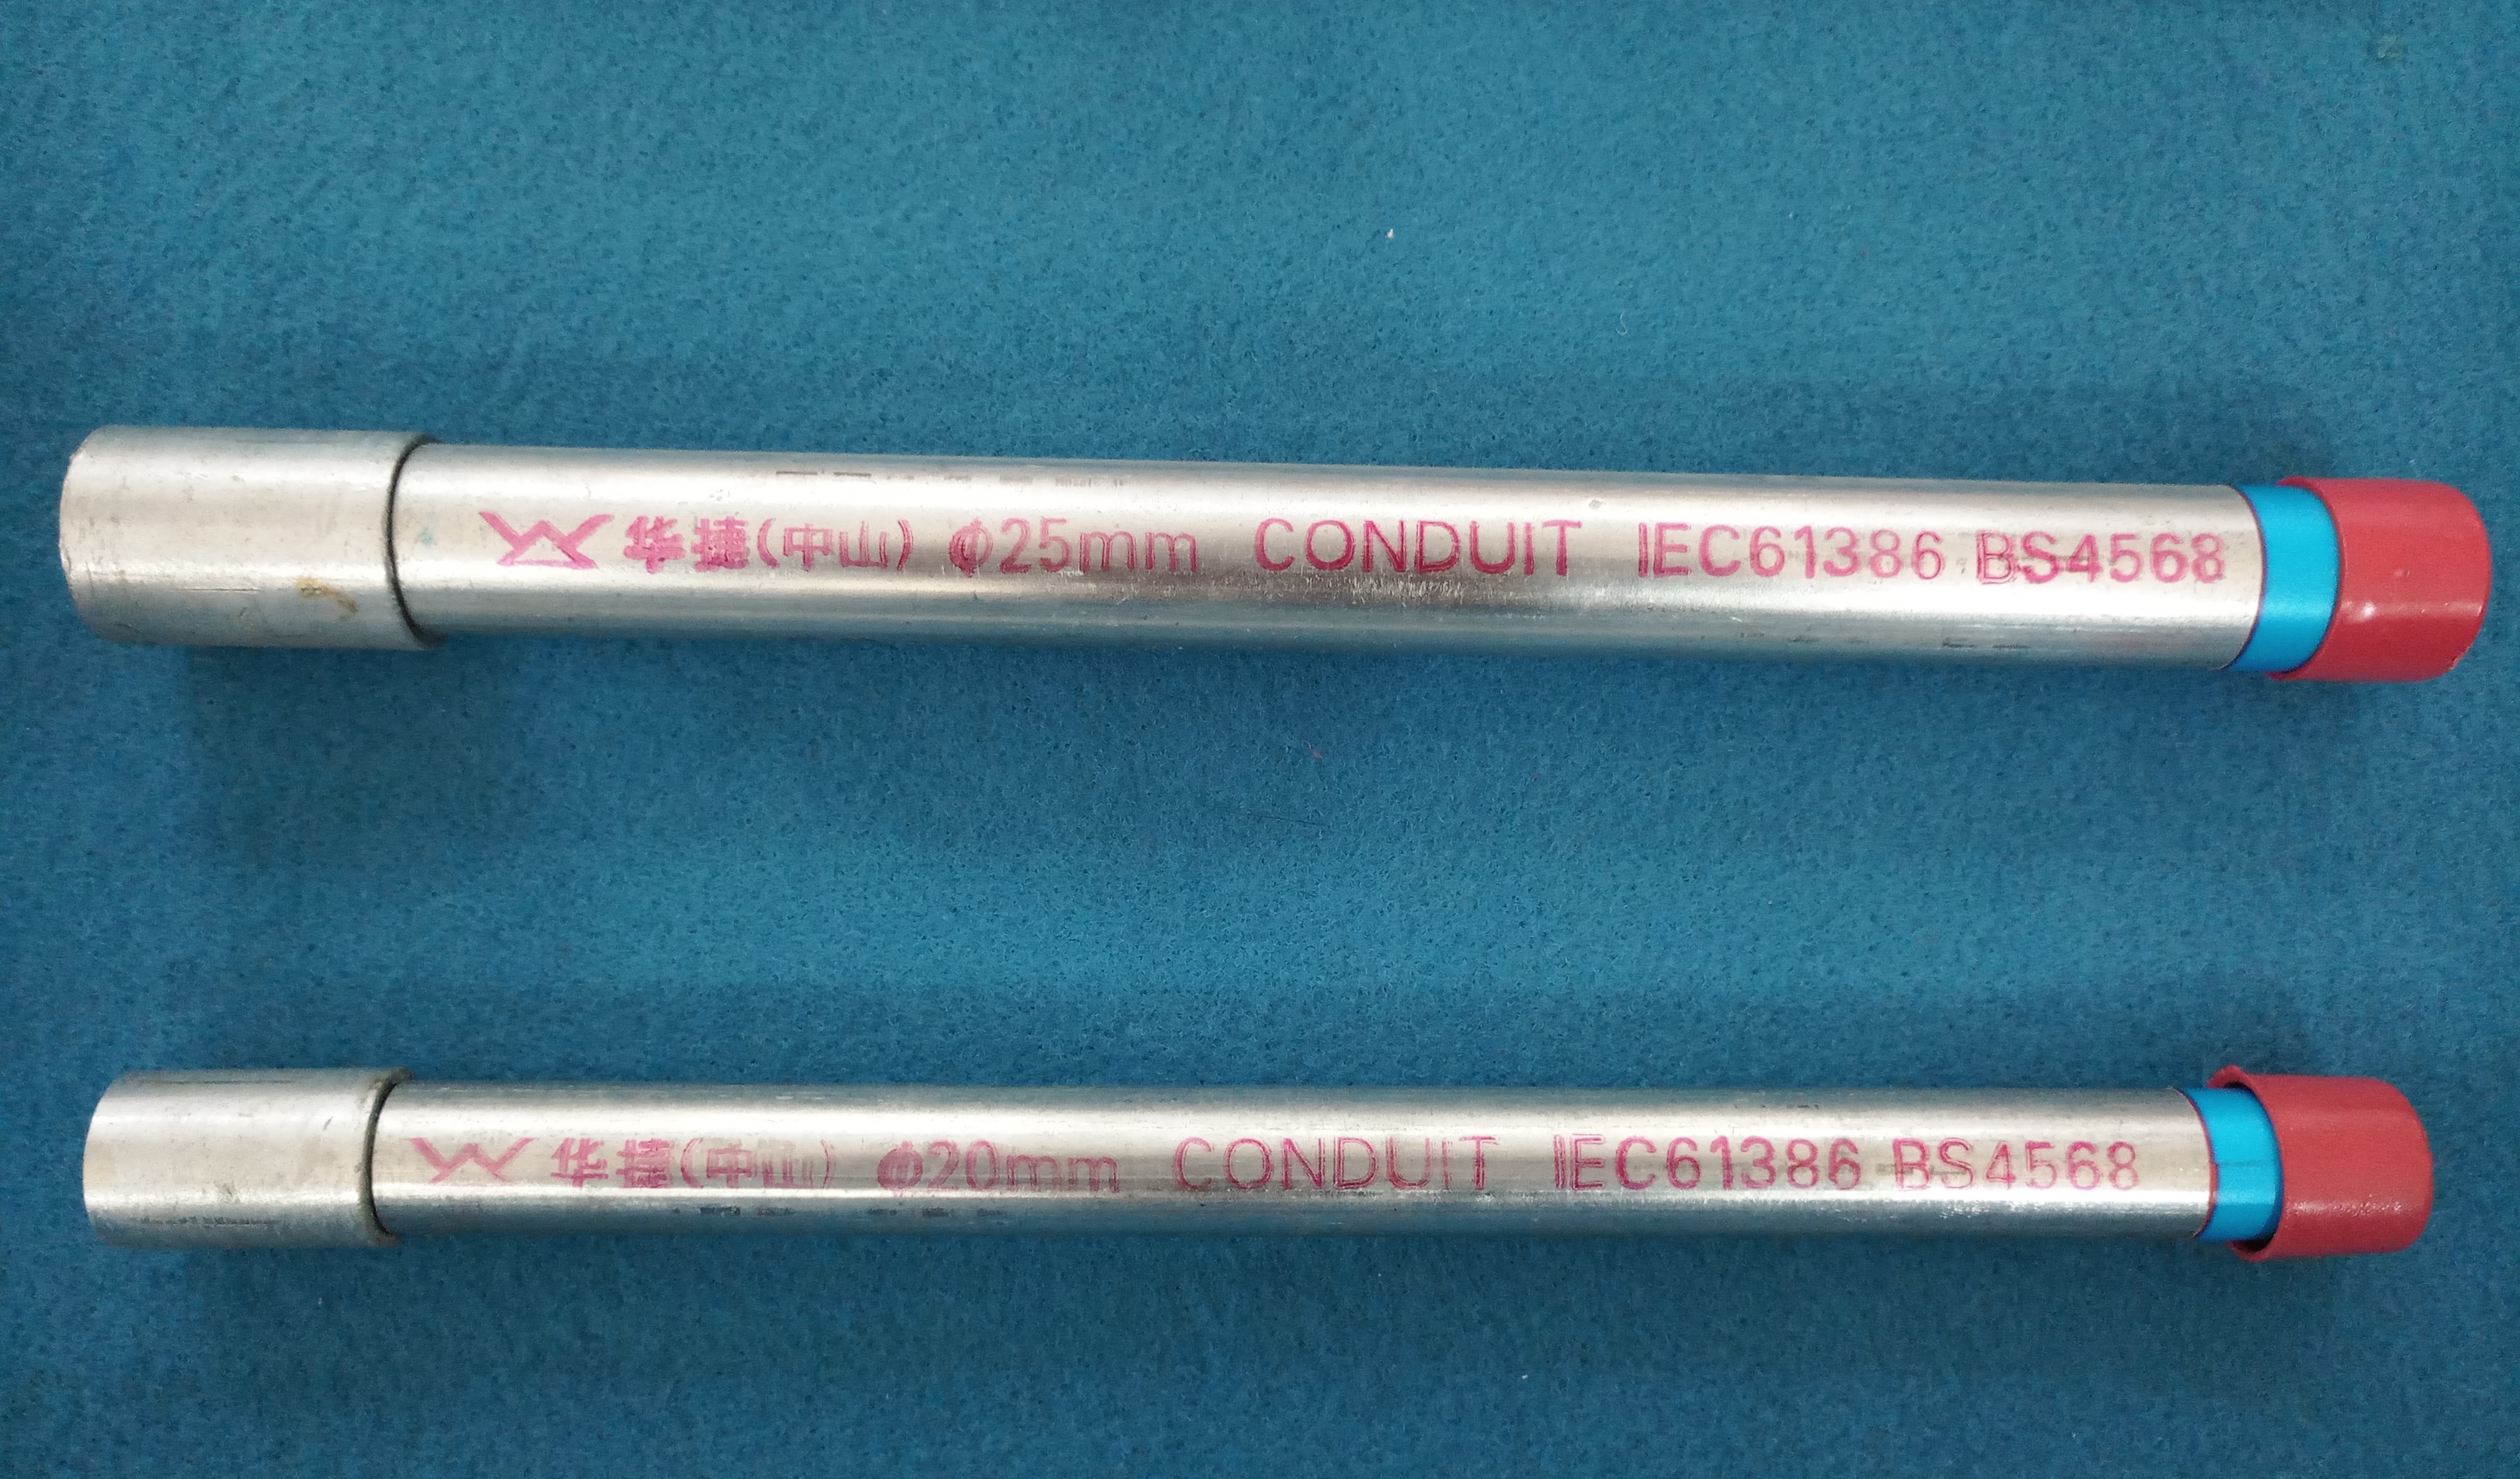 华捷(中山) φ25mm CONDUIT IEC61386 BS4568
华捷(中山) φ20mm CONDUIT IEC61386 BS4568